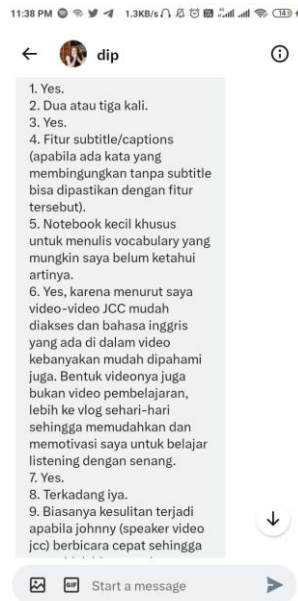 11:38 PM 1.3KB/s 14
dip
1. Yes.
2. Dua atau tiga kali.
3. Yes.
4. Fitur subtitle/captions
(apabila ada kata yang
membingungkan tanpa subtitle
bisa dipastikan dengan fitur
tersebut).
5. Notebook kecil khusus
untuk menulis vocabulary yang
mungkin saya belum ketahui
artinya.
6. Yes, karena menurut saya
video-video JCC mudah
diakses dan bahasa inggris
yang ada di dalam video
kebanyakan mudah dipahami
juga. Bentuk videonya juga
bukan video pembelajaran,
lebih ke vlog sehari-hari
sehingga memudahkan dan
memotivasi saya untuk belajar
listening dengan senang.
7. Yes.
8. Terkadang iya.
9. Biasanya kesulitan terjadi
apabila johnny (speaker video
jcc) berbicara cepat sehingga
GIF Start a message